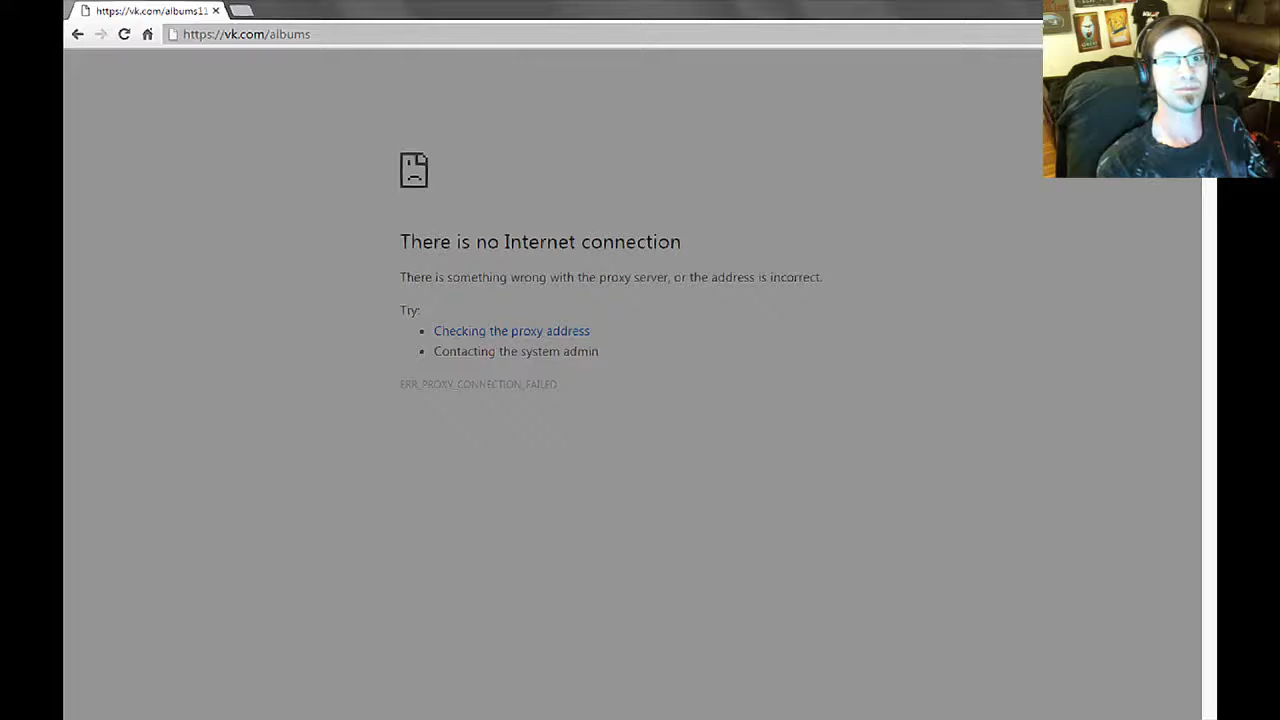 https://vk.com/albums11
https://vk.com/albums
There is no Internet connection
There is something wrong with the proxy server, or the address is incorrect.
Try:
Checking the proxy address
Contacting the system admin
ERR_PROXY_CONNECTION_FAILED